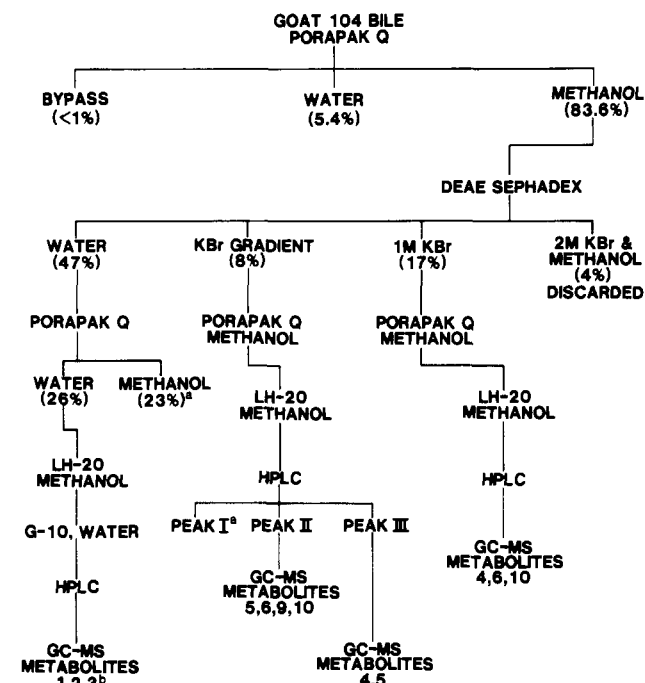 GOAT 104 BILE
PORAPAK Q
BYPASS
(<1%)
WATER
(5.4%)
METHANOL
(83.6%)
DEAE SEPHADEX
WATER
(47%)
KBr GRADIENT
(8%)
1M KBr
(17%)
2M KBr &
METHANOL
(4%)
DISCARDED
PORAPAK Q
PORAPAK Q
METHANOL
PORAPAK Q
METHANOL
WATER
(26%)
METHANOL
(23%)a
LH-20
METHANOL
LH-20
METHANOL
LH-20
METHANOL
G-10, WATER
HPLC
HPLC
HPLC
PEAK Ia
PEAK II
PEAK III
GC-MS
METABOLITES
5,6,9,10
GC-MS
METABOLITES
4,6,10
GC-MS
METABOLITES
1,2,3b
GC-MS
METABOLITES
4,5